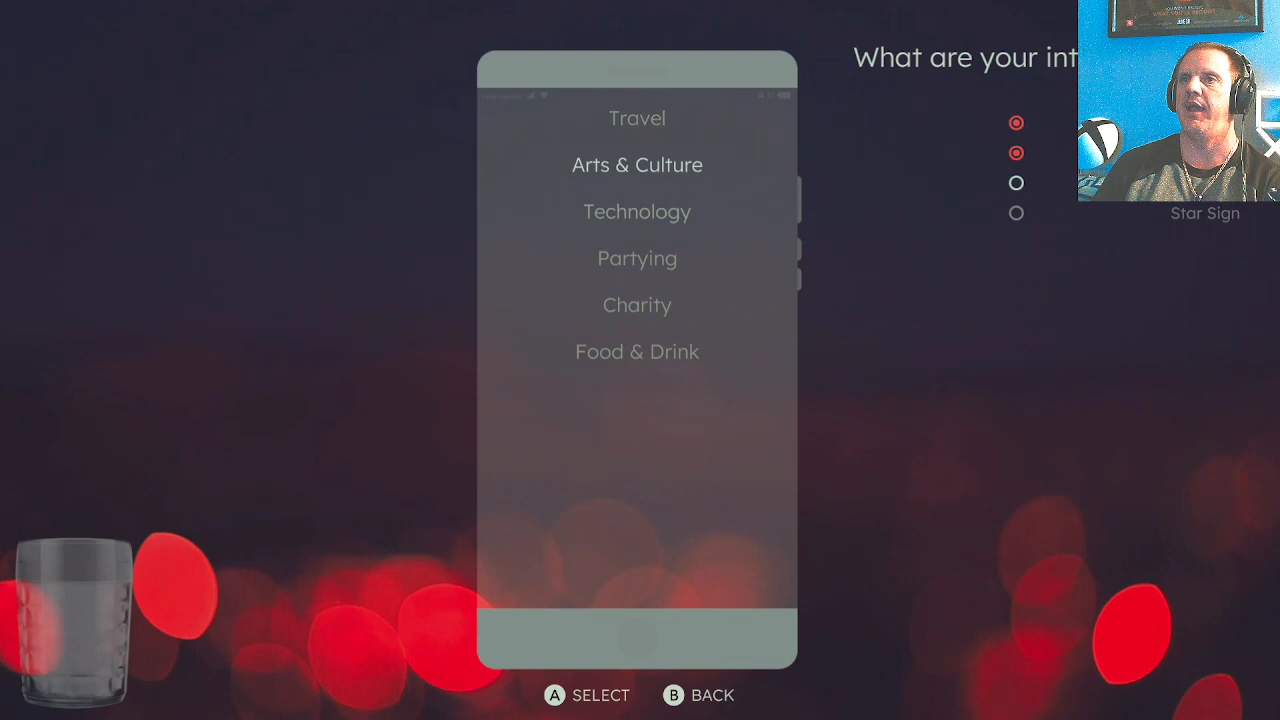 What are your int
Travel
Arts & Culture
Technology
Partying
Charity
Food & Drink
Star Sign
A SELECT B BACK